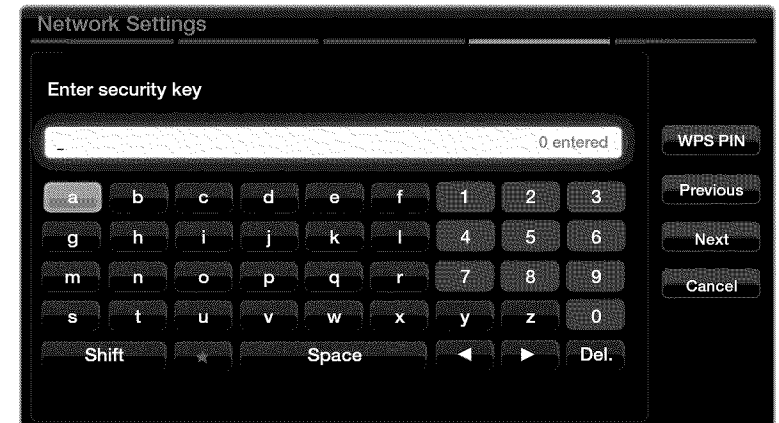 Network Settings
Enter security key
_ 0 entered
WPS PIN
a b c d e f 1 2 3
Previous
g h i j k l 4 5 6
Next
m n o p q r 7 8 9
Cancel
s t u v w x y z 0
Shift ★ Space ◄ ► Del.